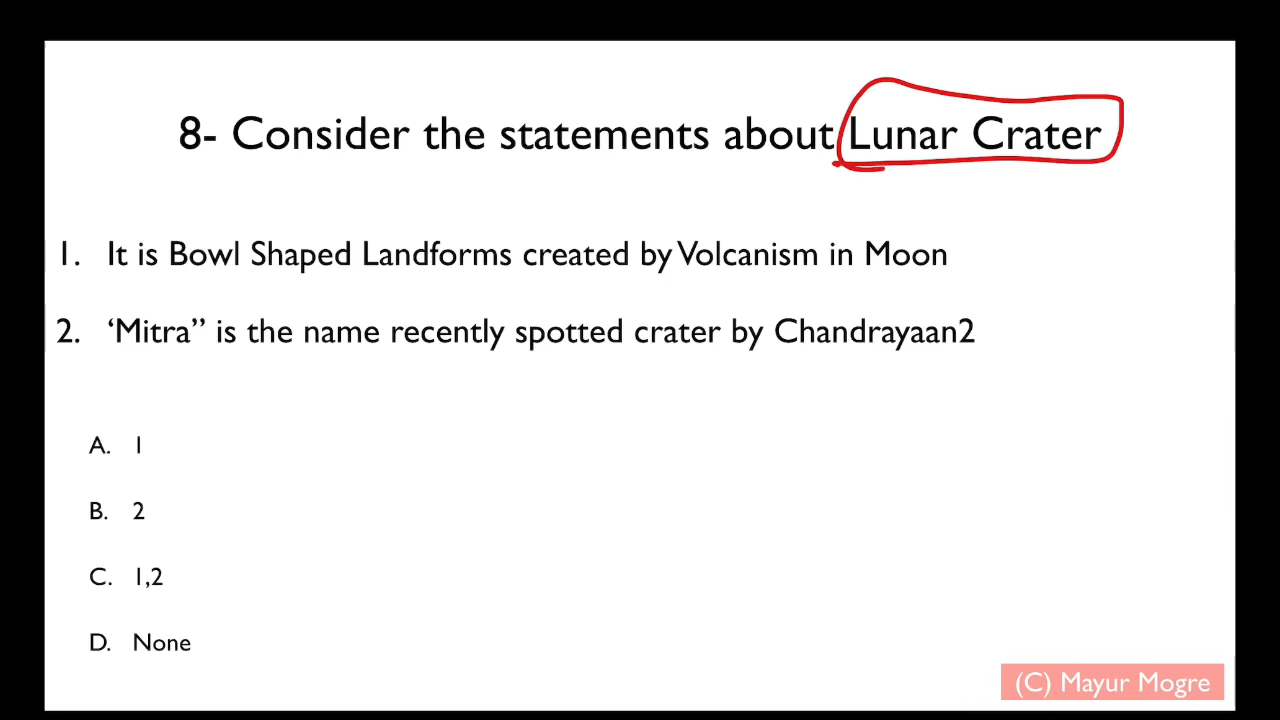 8- Consider the statements about Lunar Crater
1. It is Bowl Shaped Landforms created by Volcanism in Moon
2. ‘Mitra” is the name recently spotted crater by Chandrayaan2
A. 1
B. 2
C. 1,2
D. None
(C) Mayur Mogre